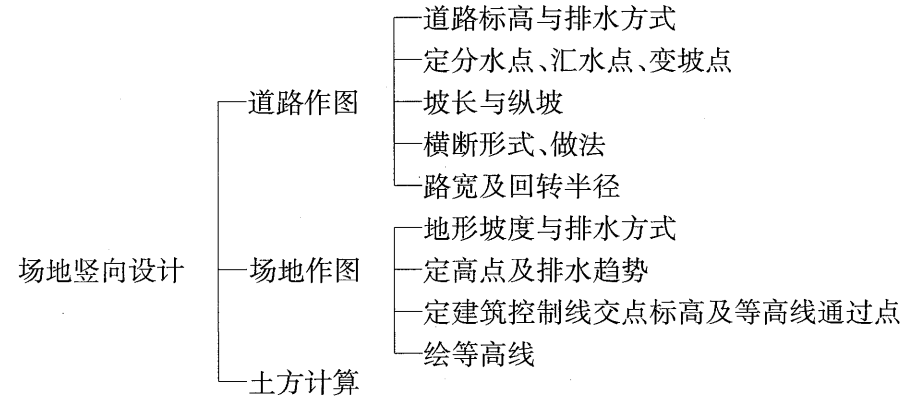 道路标高与排水方式
定分水点、汇水点、变坡点
道路作图
坡长与纵坡
横断形式、做法
路宽及回转半径
地形坡度与排水方式
场地竖向设计
场地作图
定高点及排水趋势
定建筑控制线交点标高及等高线通过点
绘等高线
土方计算